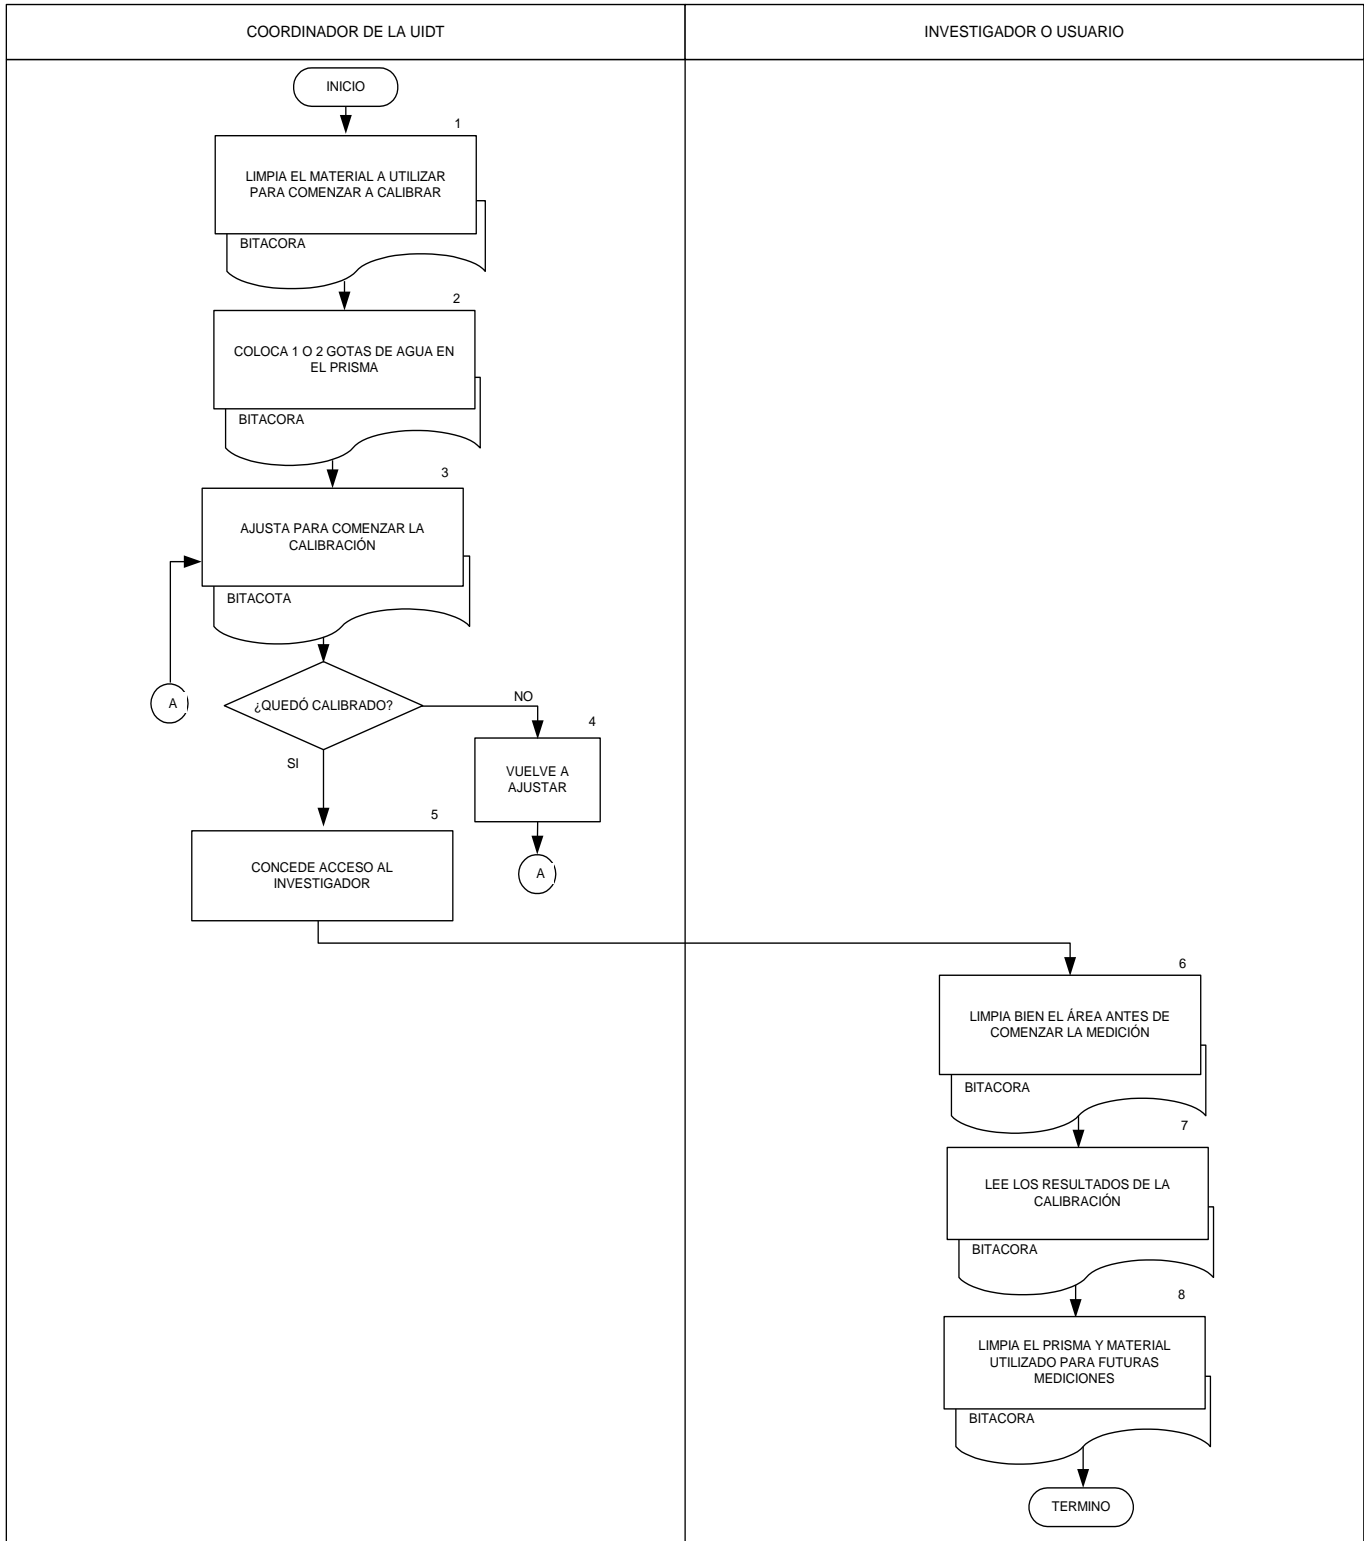 COORDINADOR DE LA UIDT
INVESTIGADOR O USUARIO
INICIO
1
LIMPIA EL MATERIAL A UTILIZAR
PARA COMENZAR A CALIBRAR
BITACORA
2
COLOCA 1 O 2 GOTAS DE AGUA EN
EL PRISMA
BITACORA
3
AJUSTA PARA COMENZAR LA
CALIBRACIÓN
BITACOTA
A
¿QUEDÓ CALIBRADO?
NO
4
VUELVE A
AJUSTAR
A
SI
5
CONCEDE ACCESO AL
INVESTIGADOR
6
LIMPIA BIEN EL ÁREA ANTES DE
COMENZAR LA MEDICIÓN
BITACORA
7
LEE LOS RESULTADOS DE LA
CALIBRACIÓN
BITACORA
8
LIMPIA EL PRISMA Y MATERIAL
UTILIZADO PARA FUTURAS
MEDICIONES
BITACORA
TERMINO